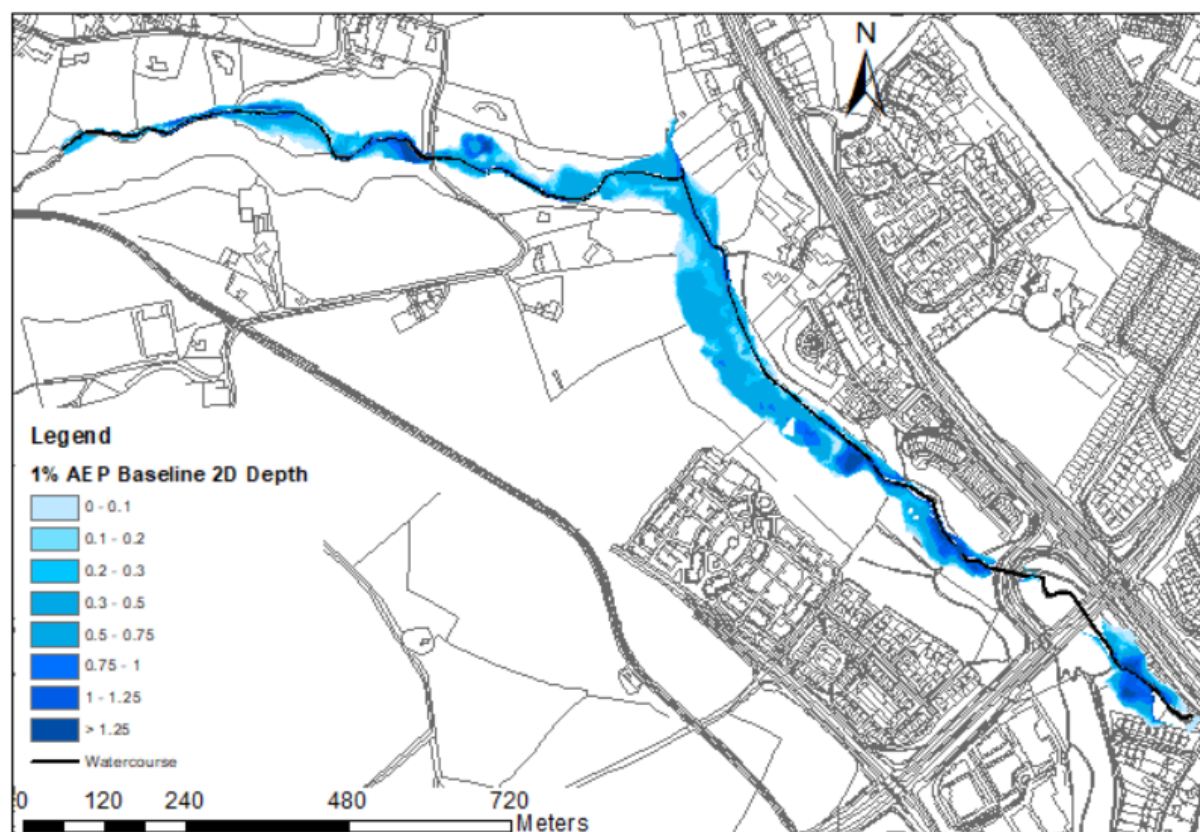 N
Legend
1% AEP Baseline 2D Depth
0 - 0.1
0.1 - 0.2
0.2 - 0.3
0.3 - 0.5
0.5 - 0.75
0.75 - 1
1 - 1.25
> 1.25
Watercourse
0 120 240 480 720
Meters